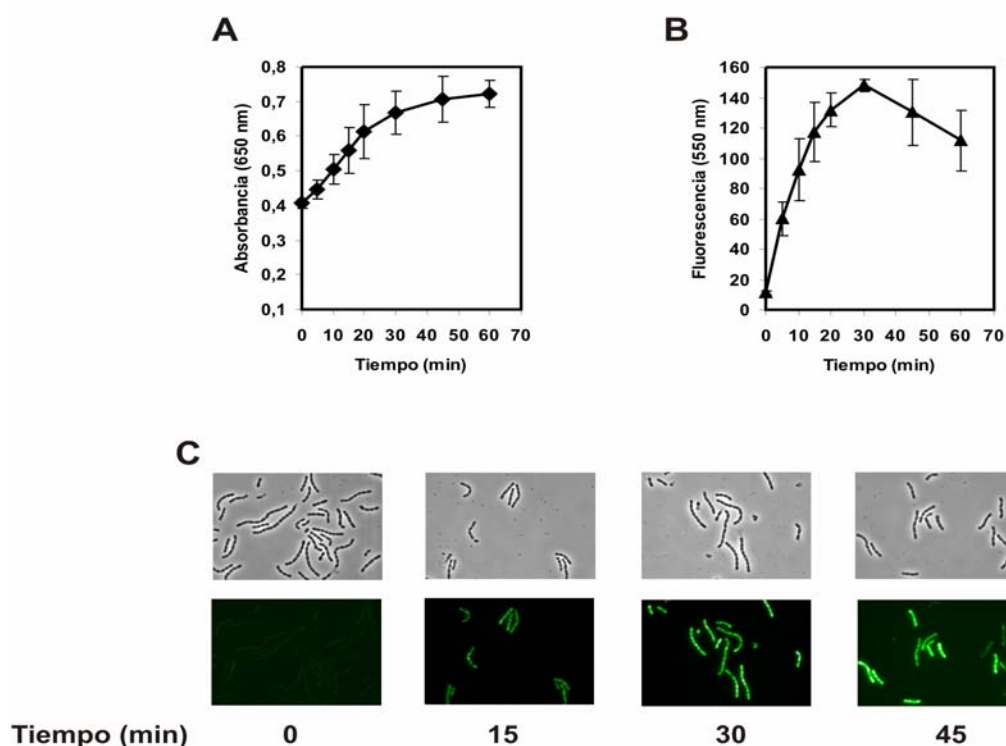 A
Absorbancia (650 nm)
0,8
0,7
0,6
0,5
0,4
0,3
0,2
0,1
0 10 20 30 40 50 60 70
Tiempo (min)
B
Fluorescencia (550 nm)
160
140
120
100
80
60
40
20
0
0 10 20 30 40 50 60 70
Tiempo (min)
C
Tiempo (min) 0 15 30 45